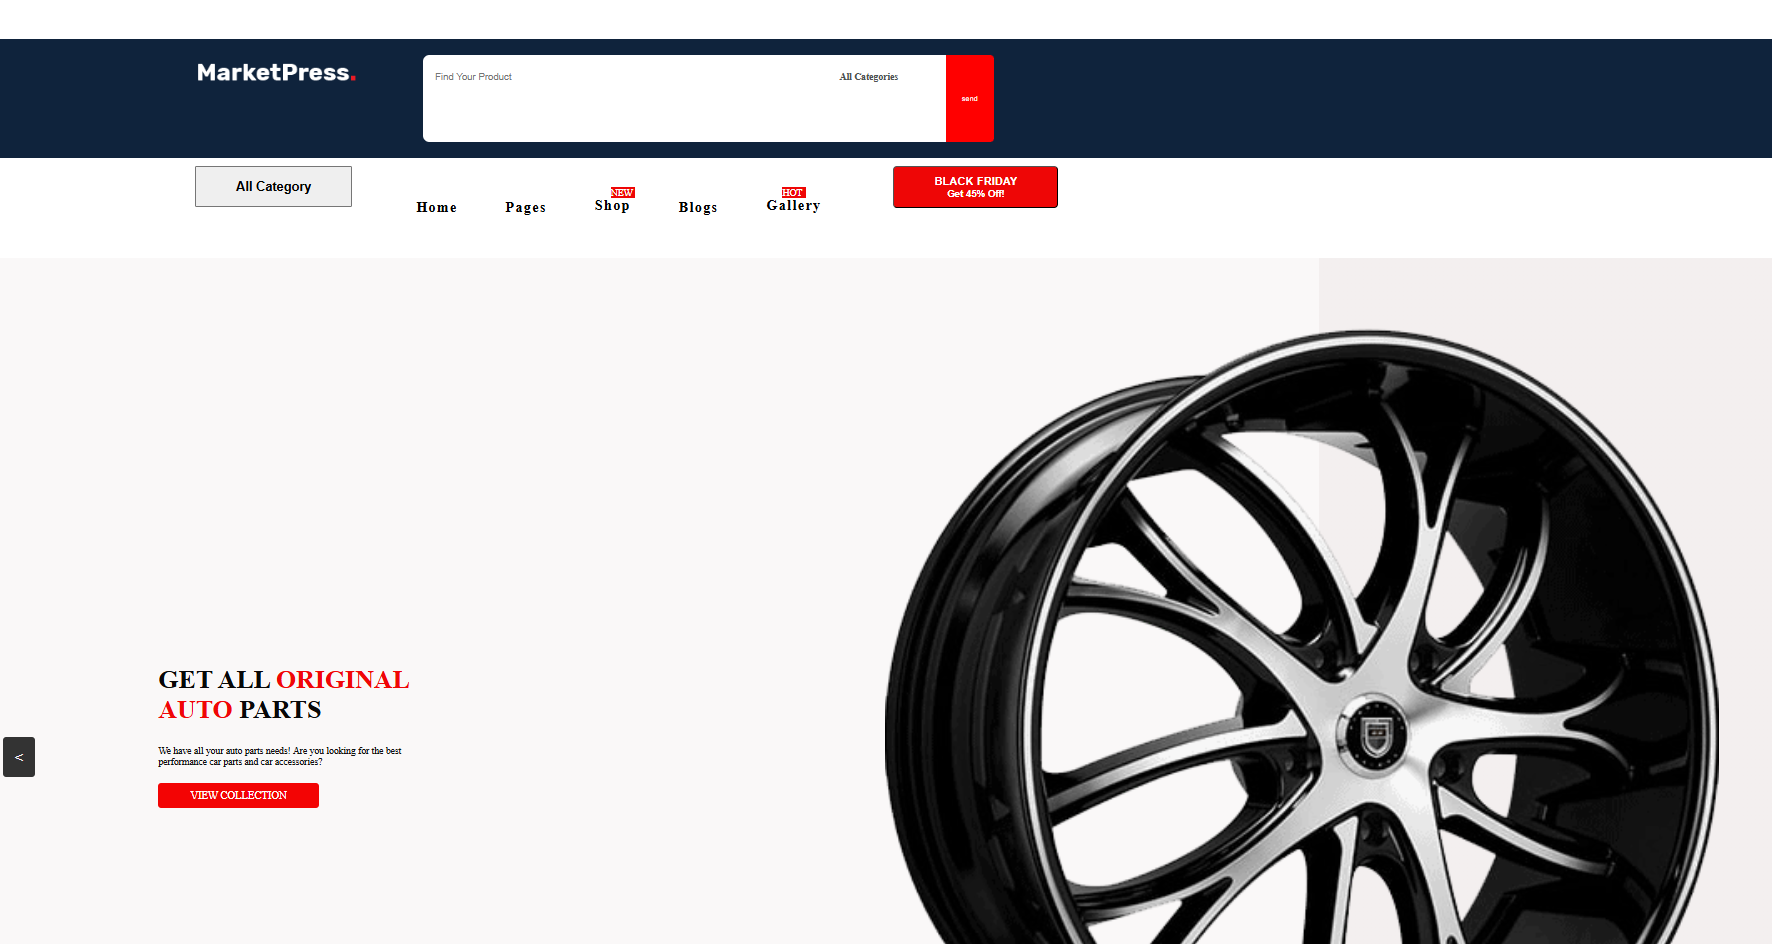 MarketPress.
Find Your Product
All Categories
send
All Category
Home
Pages
NEW
Shop
Blogs
HOT
Gallery
BLACK FRIDAY
Get 45% Off!
GET ALL ORIGINAL
AUTO PARTS
We have all your auto parts needs! Are you looking for the best
performance car parts and car accessories?
<
VIEW COLLECTION